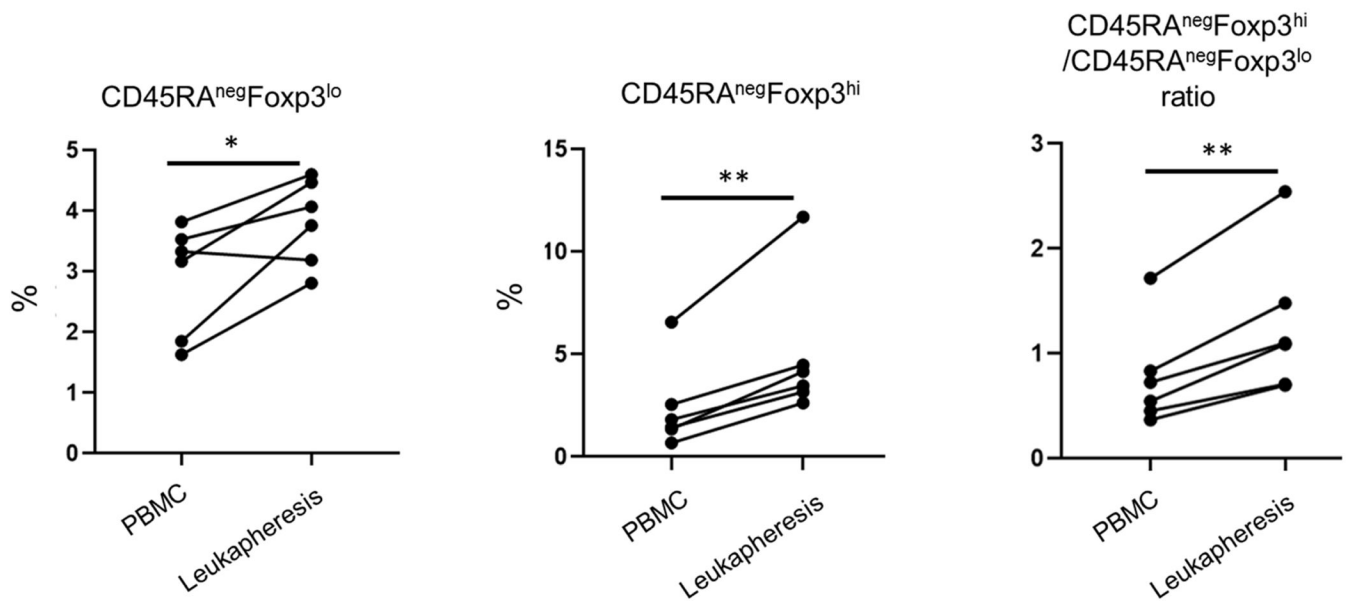 CD45RAnegFoxp3lo
*
5
4
3
2
1
0
%
PBMC
Leukapheresis
CD45RAnegFoxp3hi
**
15
10
5
0
%
PBMC
Leukapheresis
CD45RAnegFoxp3hi
/CD45RAnegFoxp3lo
ratio
**
3
2
1
0
PBMC
Leukapheresis